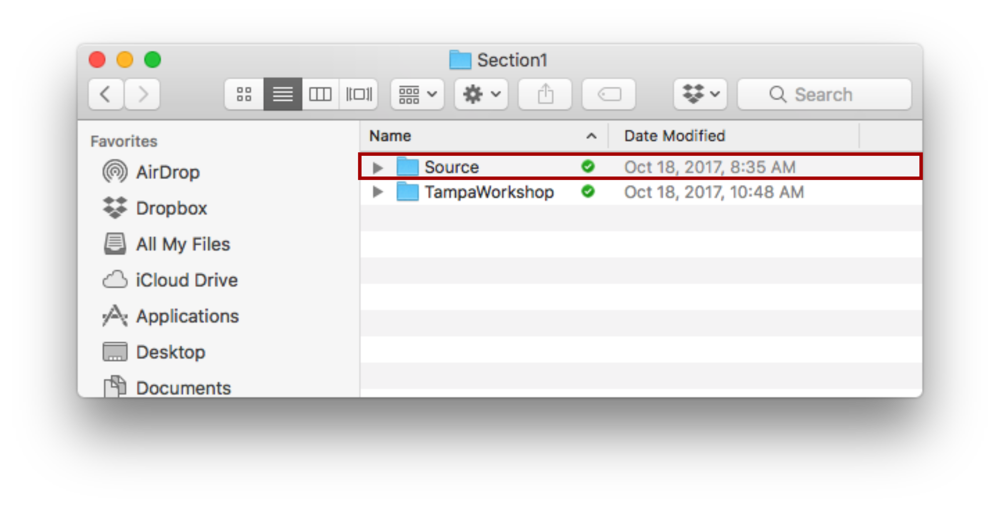 Section1
Search
Favorites
AirDrop
Dropbox
All My Files
iCloud Drive
Applications
Desktop
Documents
Name Date Modified
Source Oct 18, 2017, 8:35 AM
TampaWorkshop Oct 18, 2017, 10:48 AM